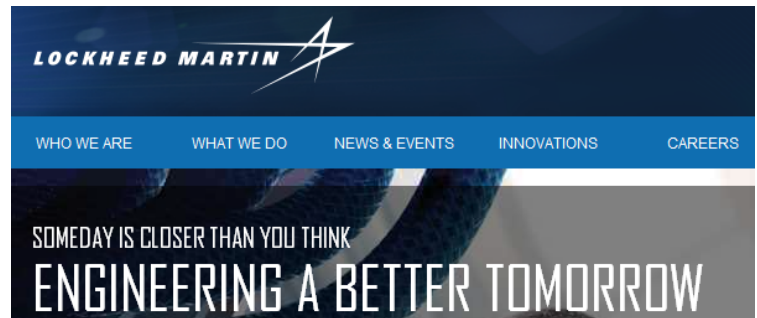 LOCKHEED MARTIN
WHO WE ARE WHAT WE DO NEWS & EVENTS INNOVATIONS CAREERS
SOMEDAY IS CLOSER THAN YOU THINK
ENGINEERING A BETTER TOMORROW